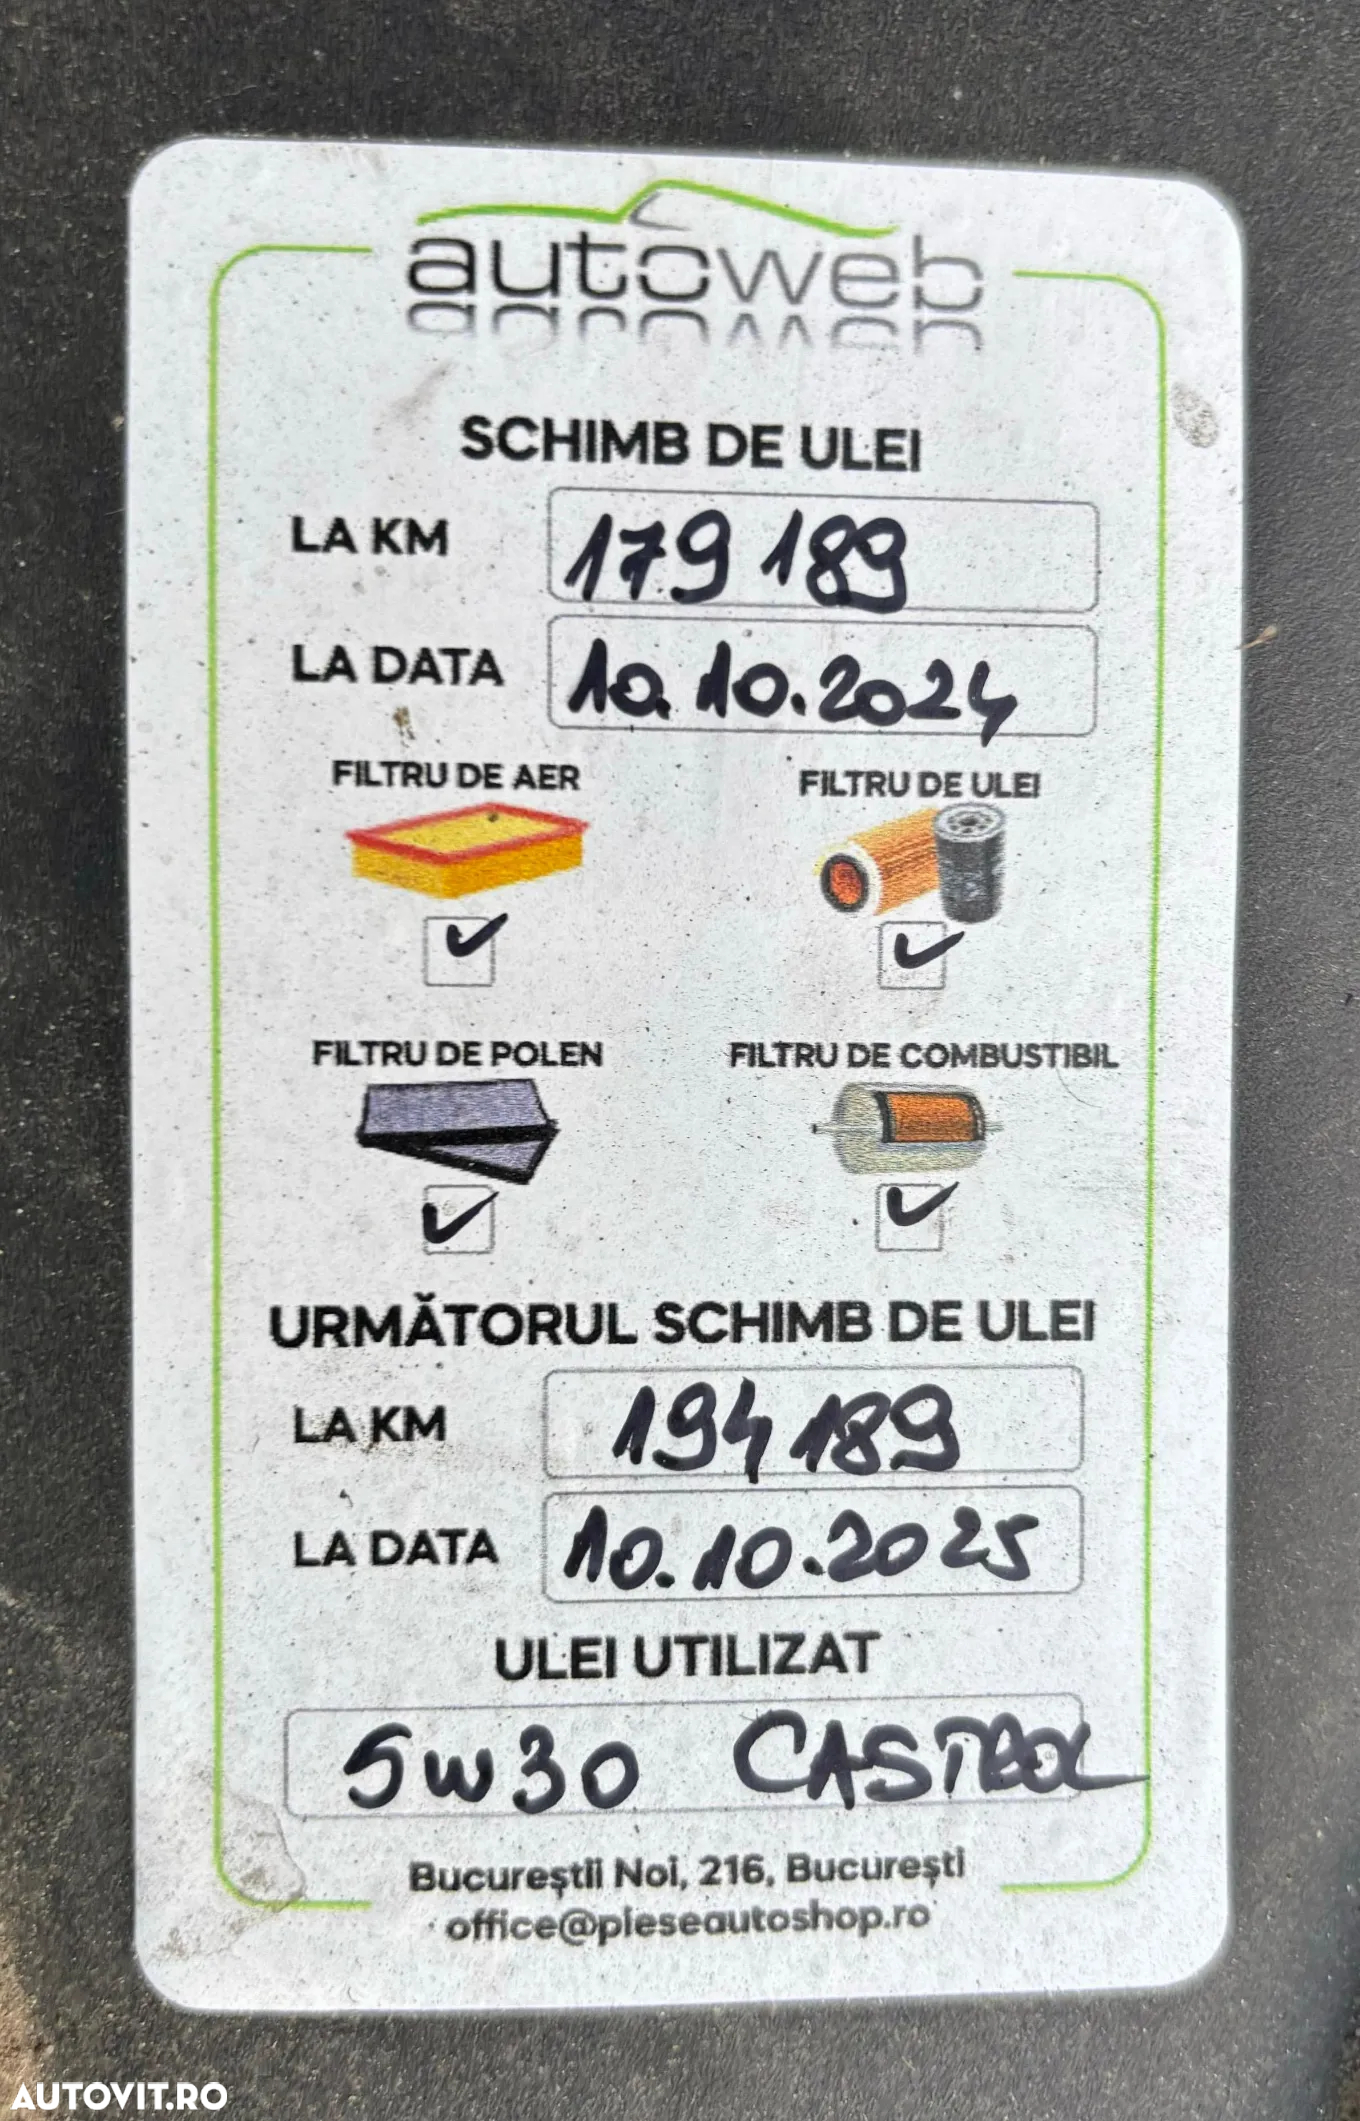 autoweb
SCHIMB DE ULEI
LA KM 179 189
LA DATA 10.10.2024
FILTRU DE AER FILTRU DE ULEI
FILTRU DE POLEN FILTRU DE COMBUSTIBIL
URMĂTORUL SCHIMB DE ULEI
LA KM 194 189
LA DATA 10.10.2025
ULEI UTILIZAT
5W30 CASTROL
Bucureștii Noi, 216, București
office@pieseautoshop.ro
AUTOVIT.RO